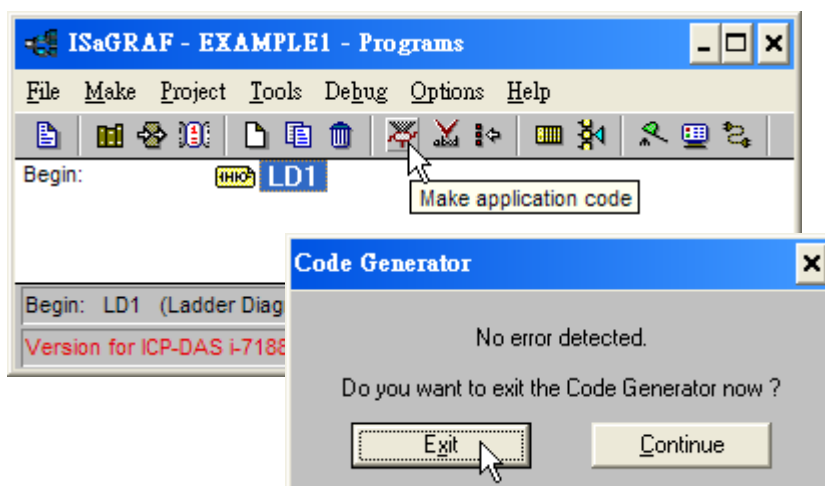 ISaGRAF - EXAMPLE1 - Programs
File Make Project Tools Debug Options Help
Begin: LD1
Make application code
Code Generator
Begin: LD1 (Ladder Diag
Version for ICP-DAS i-7188
No error detected.
Do you want to exit the Code Generator now ?
Exit Continue